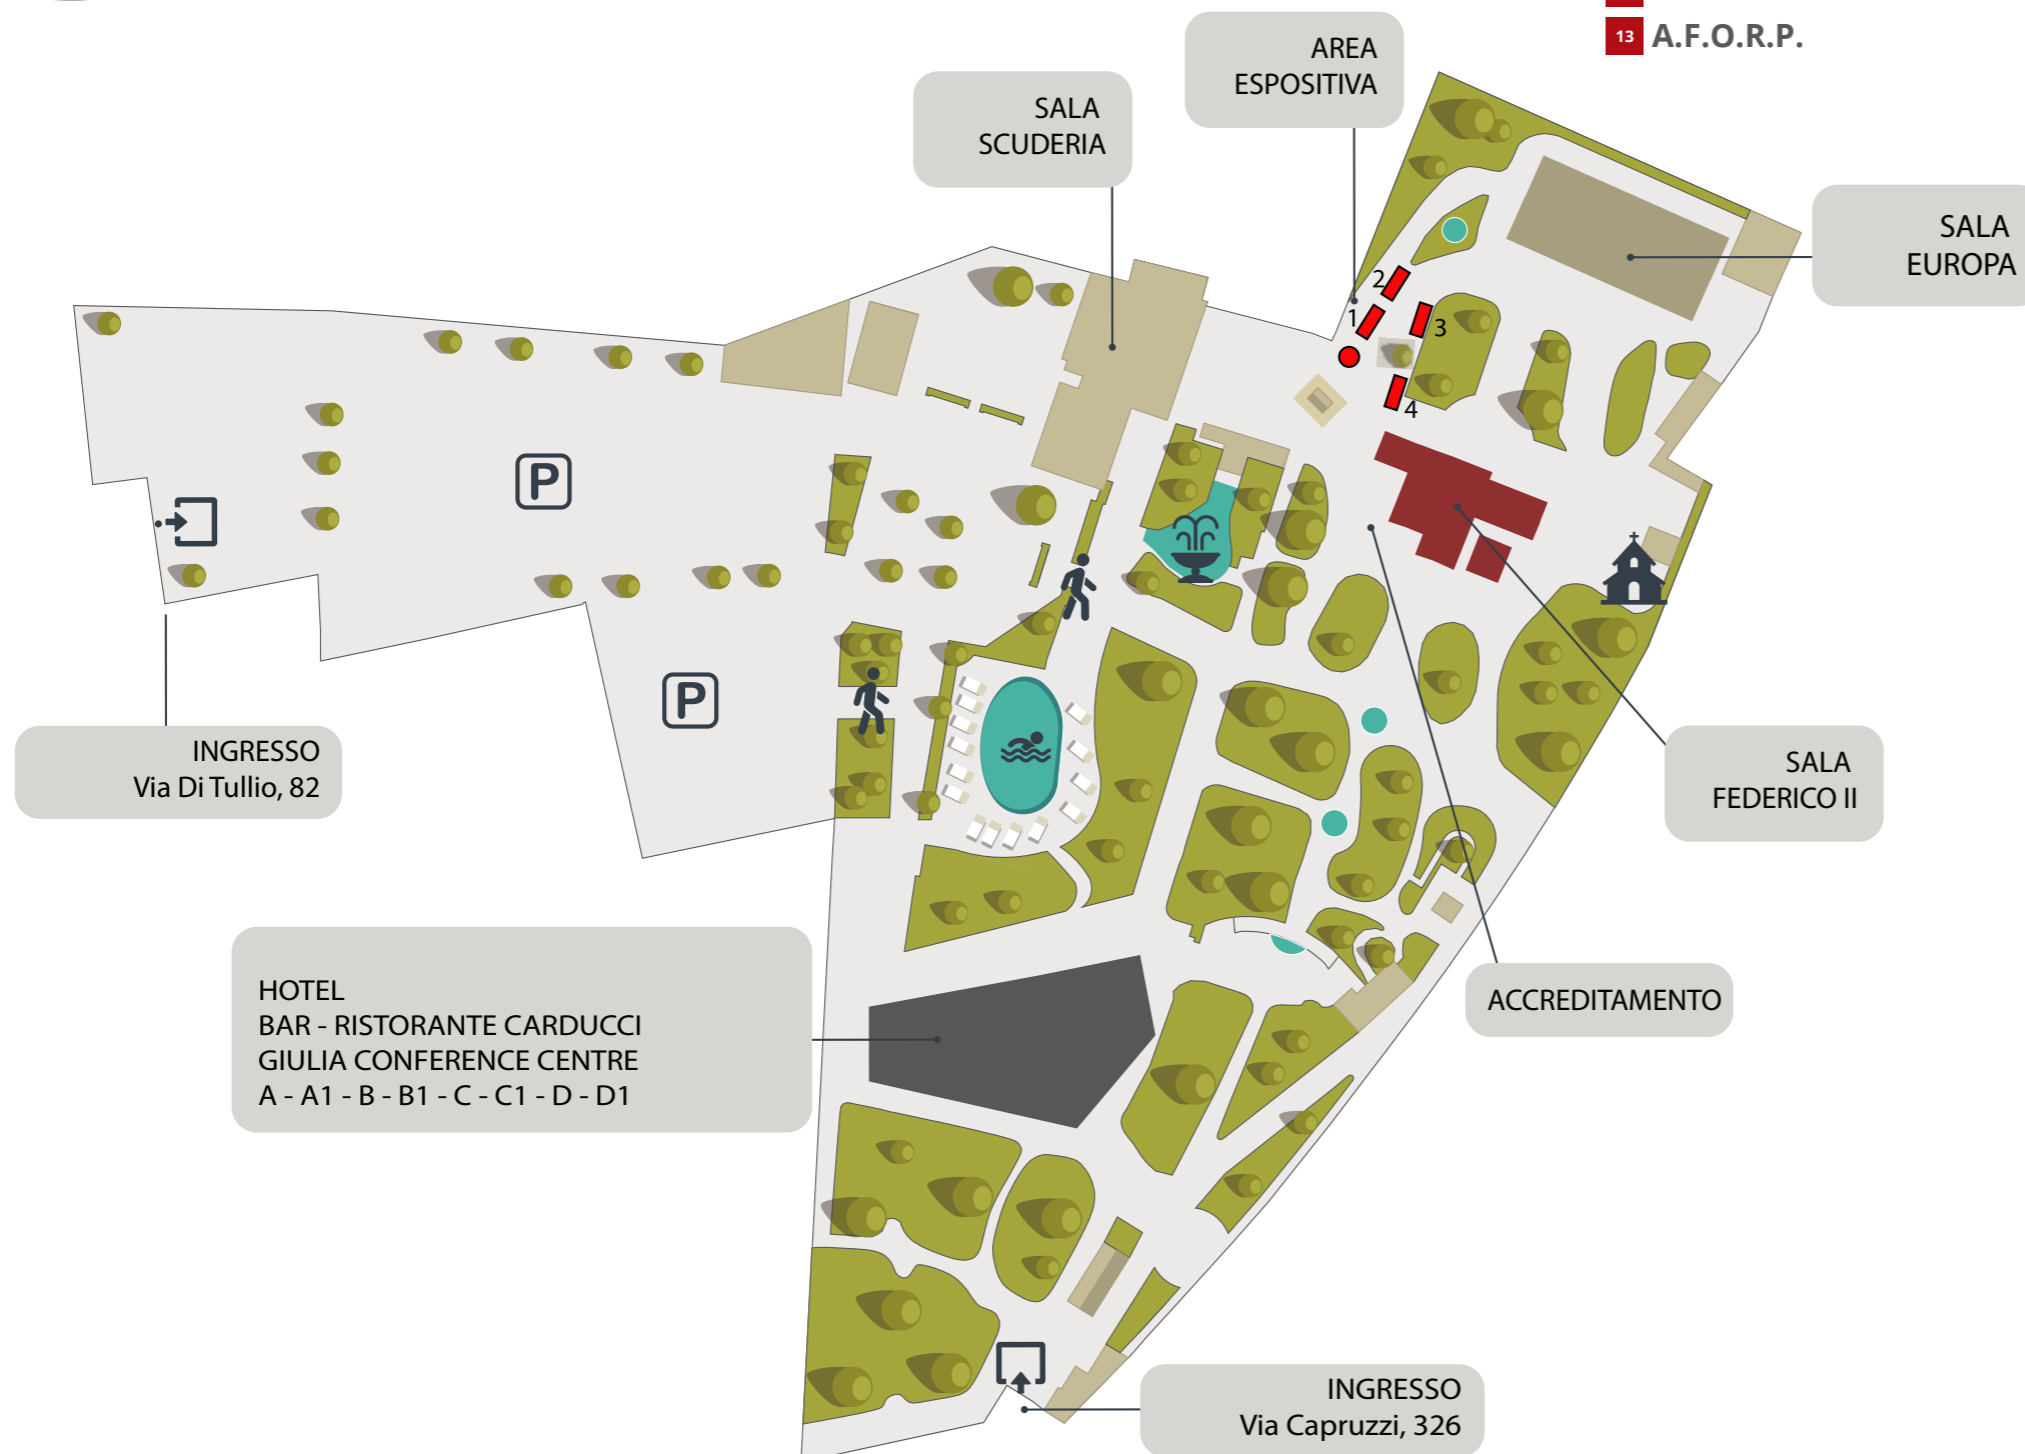 13 A.F.O.R.P.
AREA
ESPOSITIVA
SALA
SCUDERIA
SALA
EUROPA
2
1
3
4
P
P
INGRESSO
Via Di Tullio, 82
SALA
FEDERICO II
HOTEL
BAR - RISTORANTE CARDUCCI
GIULIA CONFERENCE CENTRE
A - A1 - B - B1 - C - C1 - D - D1
ACCREDITAMENTO
INGRESSO
Via Capruzzi, 326